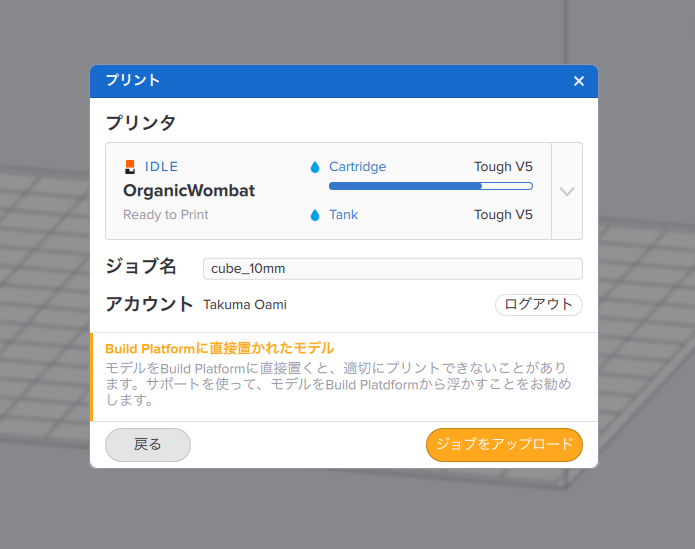 プリント
プリンタ
IDLE
OrganicWombat
Ready to Print
Cartridge Tough V5
Tank Tough V5
ジョブ名 cube_10mm
アカウント Takuma Oami ログアウト
Build Platformに直接置かれたモデル
モデルをBuild Platformに直接置くと、適切にプリントできないことがあり
ます。サポートを使って、モデルをBuild Platdformから浮かすことをお勧め
します。
戻る ジョブをアップロード